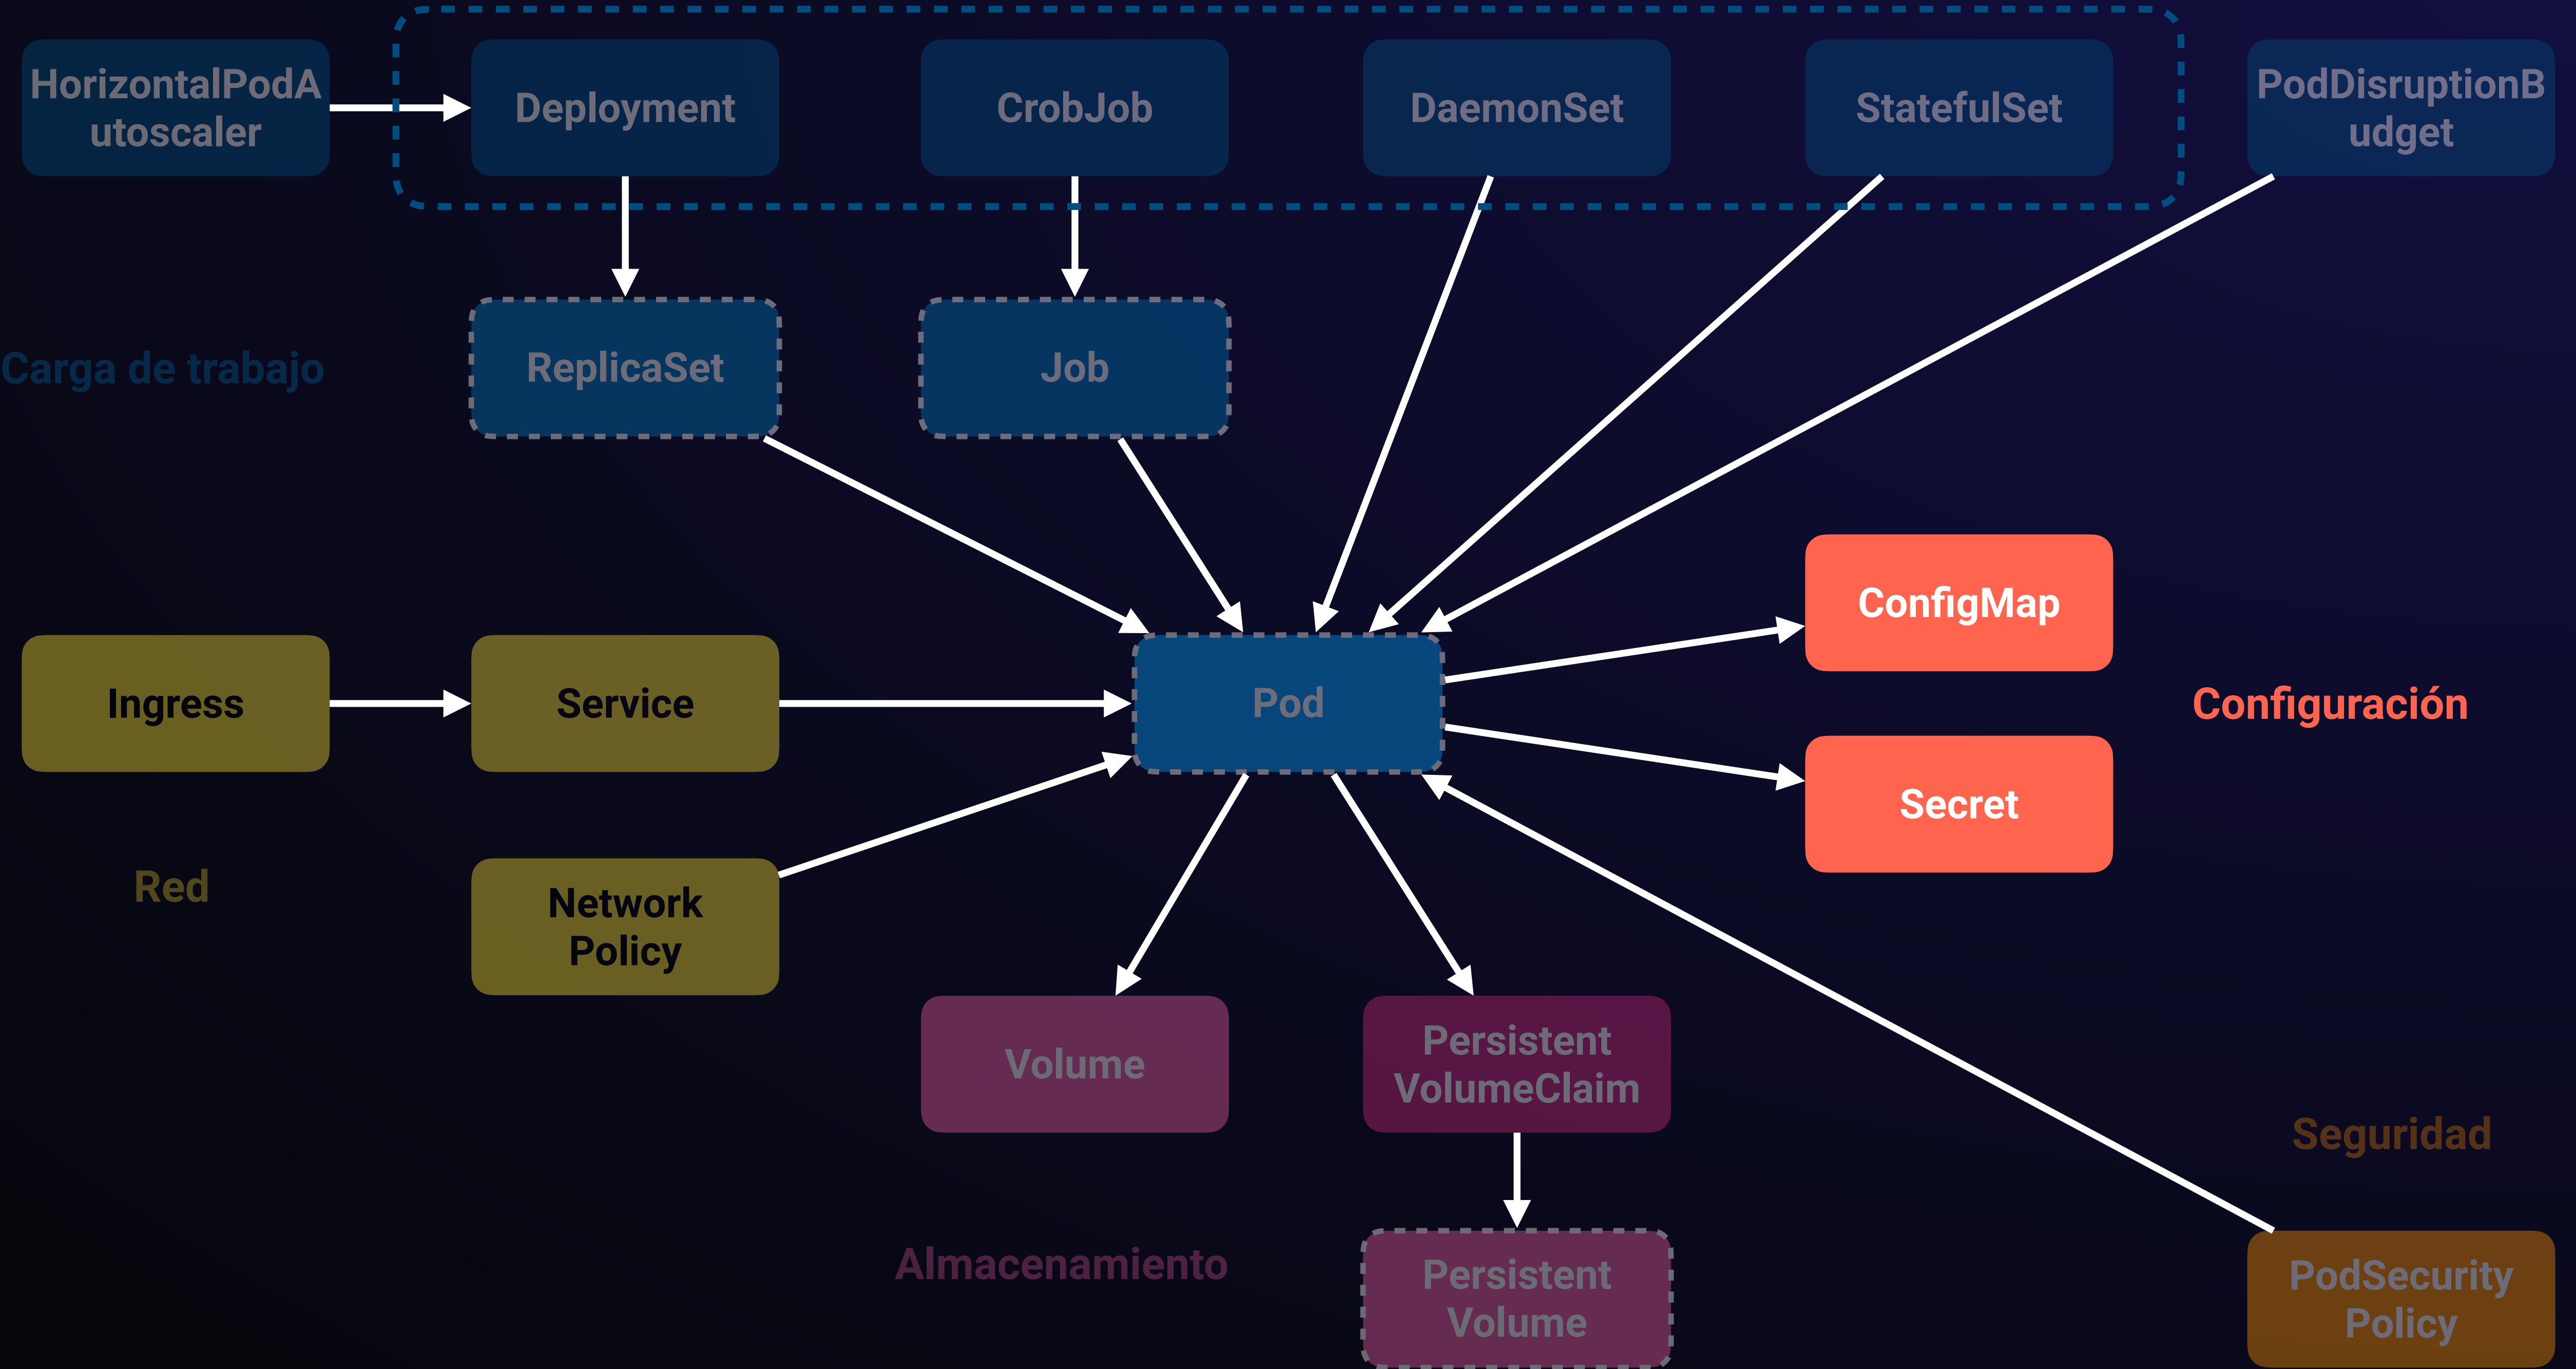 HorizontalPodA
utoscaler
Deployment
CrobJob
DaemonSet
StatefulSet
PodDisruptionB
udget
Carga de trabajo
ReplicaSet
Job
ConfigMap
Ingress
Service
Pod
Configuración
Secret
Red
Network
Policy
Volume
Persistent
VolumeClaim
Seguridad
Almacenamiento
Persistent
Volume
PodSecurity
Policy